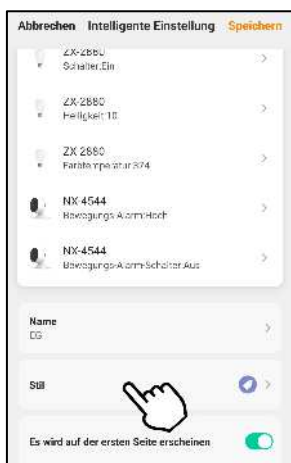 Abbrechen Intelligente Einstellung Speichern
ZX-2880
Schalter:Ein
ZX-2880
Helligkeit:10
ZX-2880
Farbtemperatur:374
NX-4544
Bewegungs-Alarm:Hoch
NX-4544
Bewegungs-Alarm-Schalter:Aus
Name
EG
Stil
Es wird auf der ersten Seite erscheinen